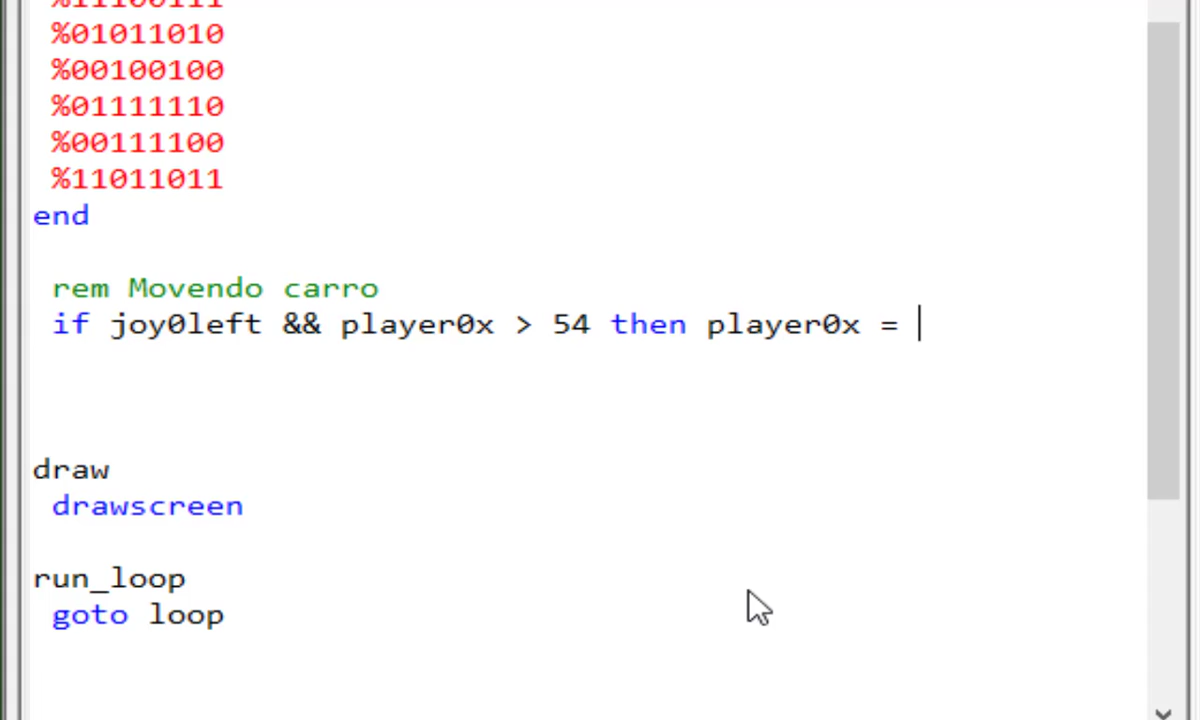 %11100111
%01011010
%00100100
%01111110
%00111100
%11011011
end
rem Movendo carro
if joy0left && player0x > 54 then player0x =
draw
drawscreen
run_loop
goto loop